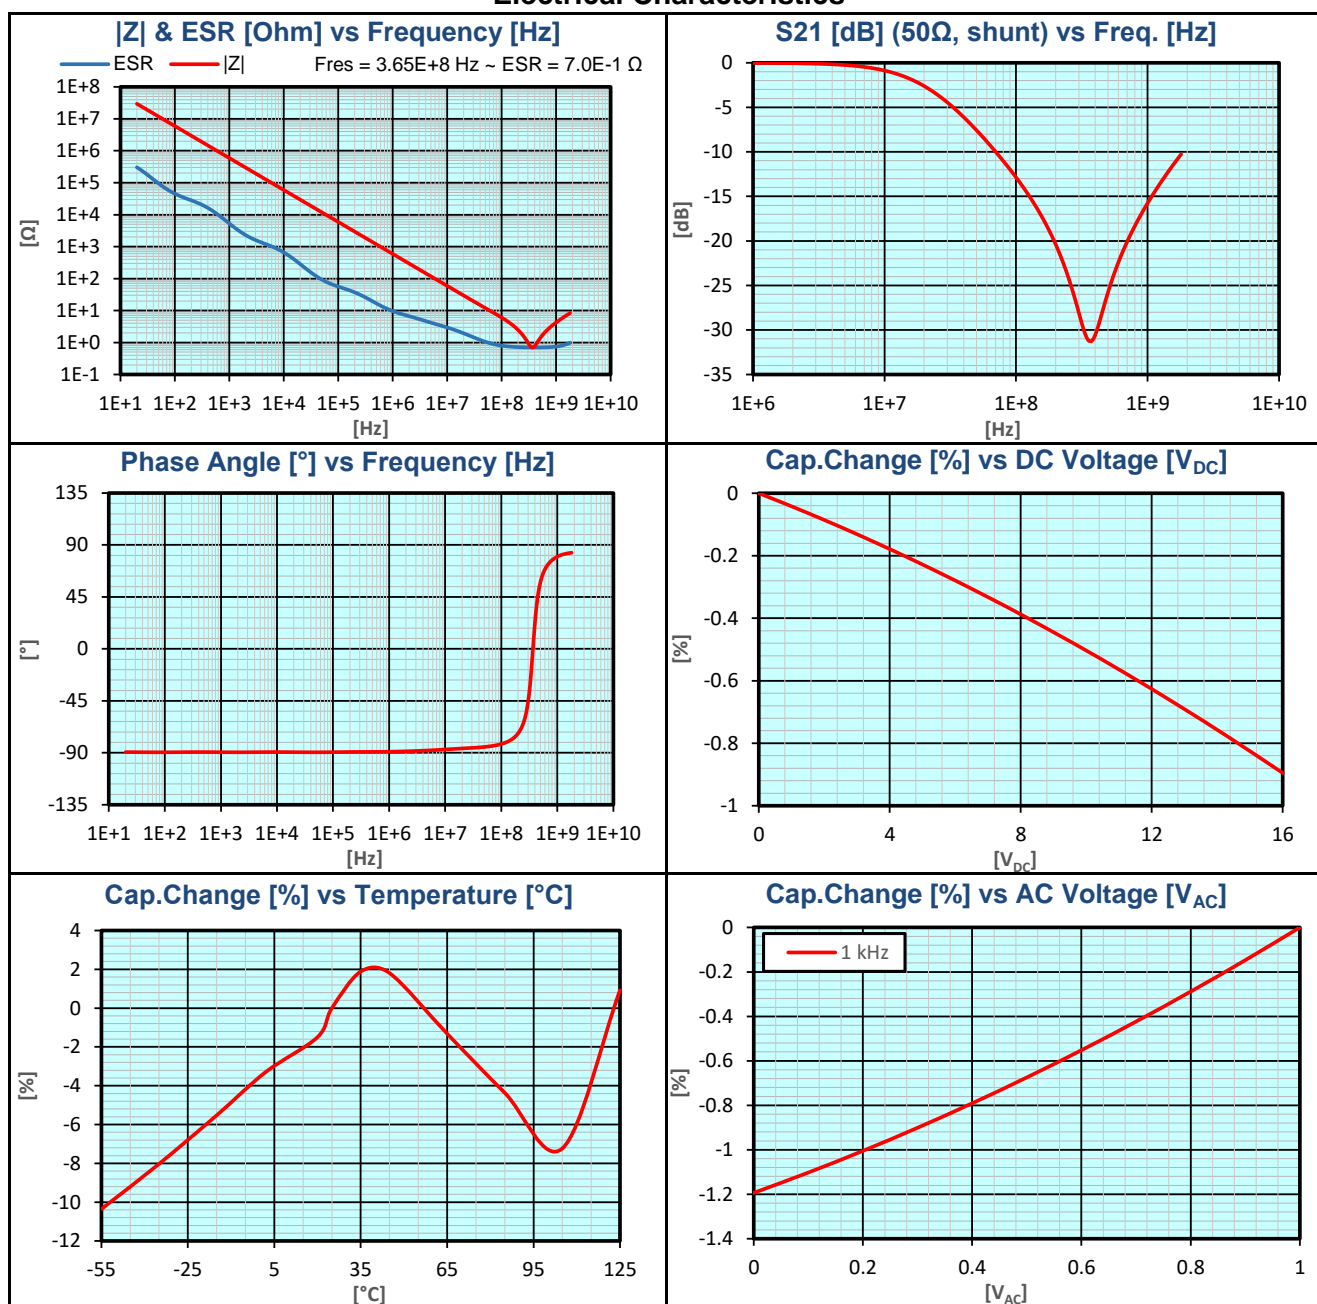 Electrical Characteristics
|Z| & ESR [Ohm] vs Frequency [Hz]
ESR |Z| Fres = 3.65E+8 Hz ~ ESR = 7.0E-1 Ω
1E+8
1E+7
1E+6
1E+5
1E+4
1E+3
1E+2
1E+1
1E+0
1E-1
[Ω]
1E+1 1E+2 1E+3 1E+4 1E+5 1E+6 1E+7 1E+8 1E+9 1E+10
[Hz]
S21 [dB] (50Ω, shunt) vs Freq. [Hz]
0
-5
-10
-15
-20
-25
-30
-35
[dB]
1E+6 1E+7 1E+8 1E+9 1E+10
[Hz]
Phase Angle [°] vs Frequency [Hz]
135
90
45
0
-45
-90
-135
[°]
1E+1 1E+2 1E+3 1E+4 1E+5 1E+6 1E+7 1E+8 1E+9 1E+10
[Hz]
Cap.Change [%] vs DC Voltage [VDC]
0
-0.2
-0.4
-0.6
-0.8
-1
[%]
0 4 8 12 16
[VDC]
Cap.Change [%] vs Temperature [°C]
4
2
0
-2
-4
-6
-8
-10
-12
[%]
-55 -25 5 35 65 95 125
[°C]
Cap.Change [%] vs AC Voltage [VAC]
1 kHz
0
-0.2
-0.4
-0.6
-0.8
-1
-1.2
-1.4
[%]
0 0.2 0.4 0.6 0.8 1
[VAC]